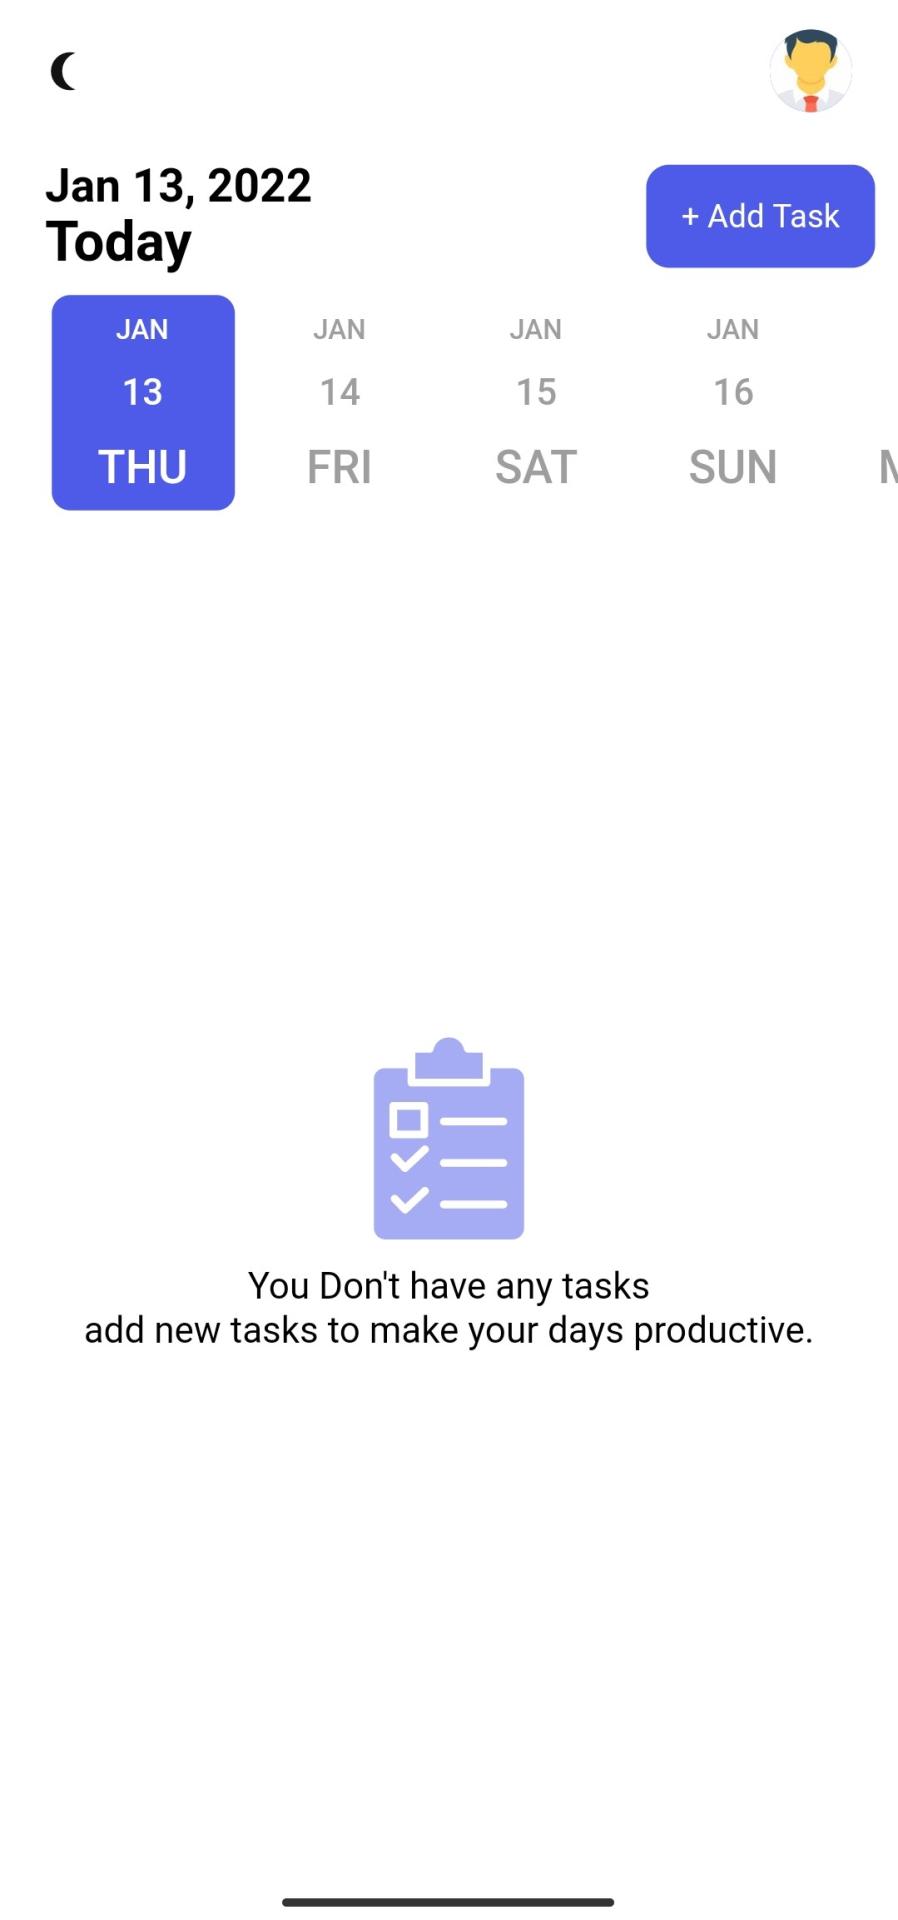 Jan 13, 2022
Today
+ Add Task
JAN JAN JAN JAN
13 14 15 16
THU FRI SAT SUN
You Don't have any tasks
add new tasks to make your days productive.